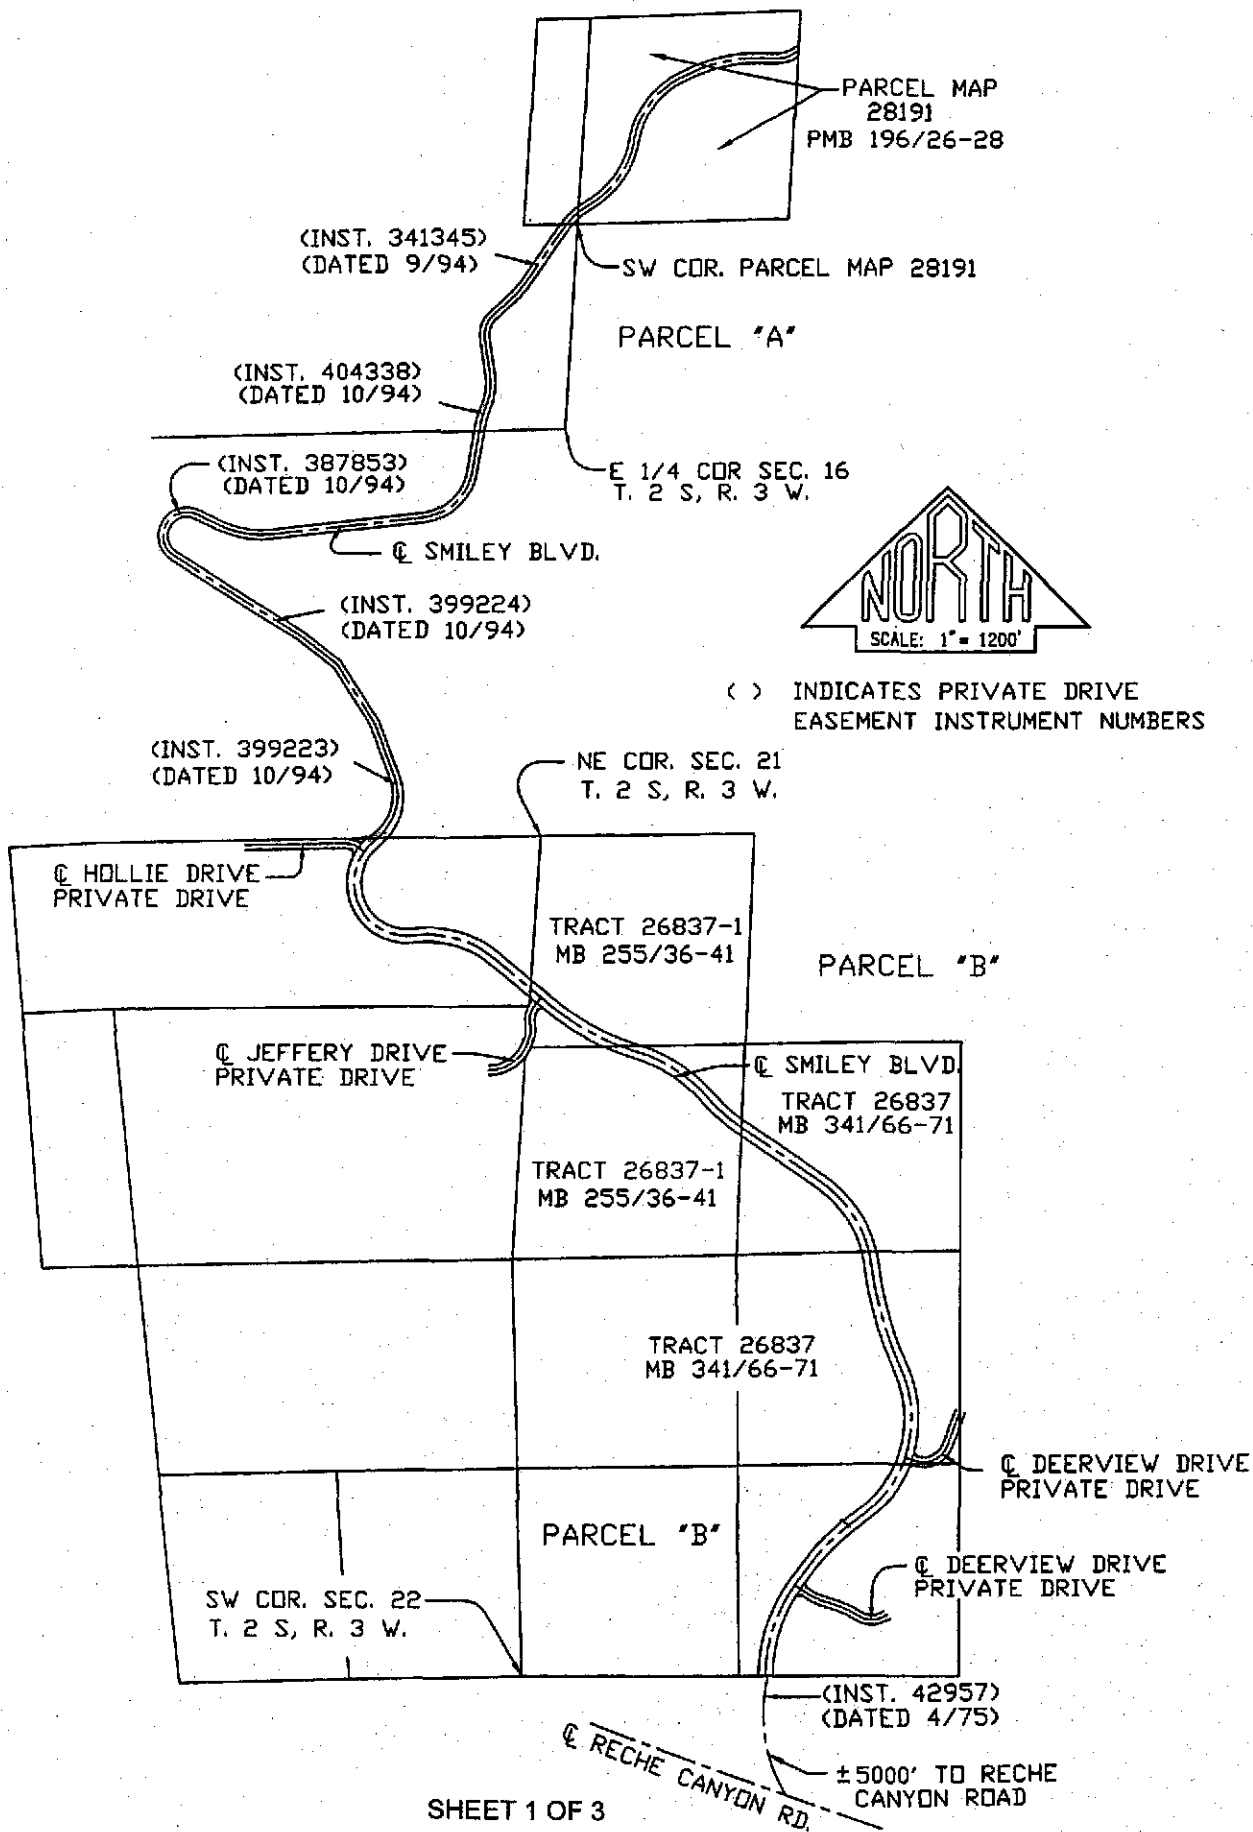 PARCEL MAP
28191
PMB 196/26-28
(INST. 341345)
(DATED 9/94)
SW COR. PARCEL MAP 28191
PARCEL "A"
(INST. 404338)
(DATED 10/94)
(INST. 387853)
(DATED 10/94)
E 1/4 COR SEC. 16
T. 2 S, R. 3 W.
℄ SMILEY BLVD.
NORTH
SCALE: 1" = 1200'
(INST. 399224)
(DATED 10/94)
( ) INDICATES PRIVATE DRIVE
EASEMENT INSTRUMENT NUMBERS
(INST. 399223)
(DATED 10/94)
NE COR. SEC. 21
T. 2 S, R. 3 W.
℄ HOLLIE DRIVE
PRIVATE DRIVE
TRACT 26837-1
MB 255/36-41
PARCEL "B"
℄ JEFFERY DRIVE
PRIVATE DRIVE
℄ SMILEY BLVD.
TRACT 26837
MB 341/66-71
TRACT 26837-1
MB 255/36-41
TRACT 26837
MB 341/66-71
℄ DEERVIEW DRIVE
PRIVATE DRIVE
PARCEL "B"
℄ DEERVIEW DRIVE
PRIVATE DRIVE
SW COR. SEC. 22
T. 2 S, R. 3 W.
(INST. 42957)
(DATED 4/75)
℄ RECHE CANYON RD.
±5000' TO RECHE
CANYON ROAD
SHEET 1 OF 3